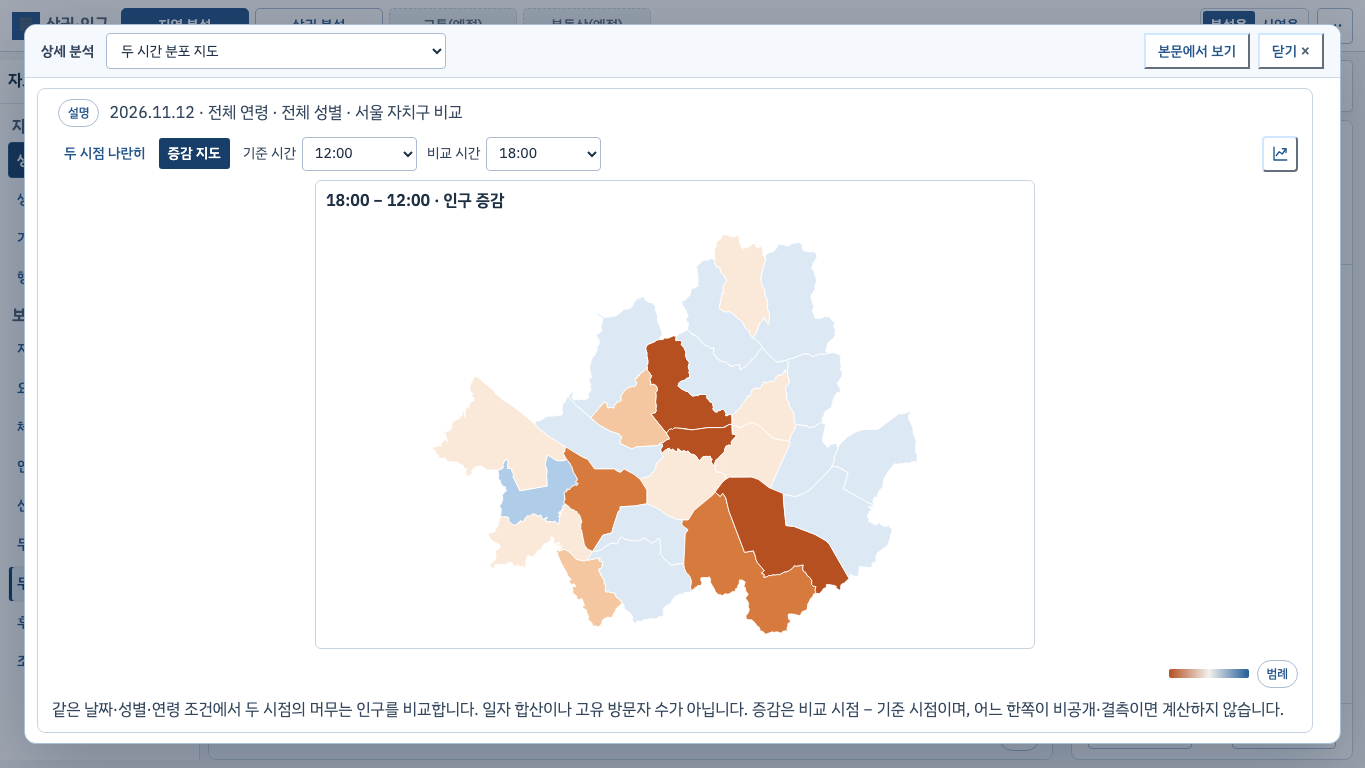 상세 분석 두 시간 분포 지도 본문에서 보기 닫기 ×
설명 2026.11.12 · 전체 연령 · 전체 성별 · 서울 자치구 비교
두 시점 나란히 증감 지도 기준 시간 12:00 비교 시간 18:00
18:00 − 12:00 · 인구 증감
범례
같은 날짜·성별·연령 조건에서 두 시점의 머무는 인구를 비교합니다. 일자 합산이나 고유 방문자 수가 아닙니다. 증감은 비교 시점 − 기준 시점이며, 어느 한쪽이 비공개·결측이면 계산하지 않습니다.